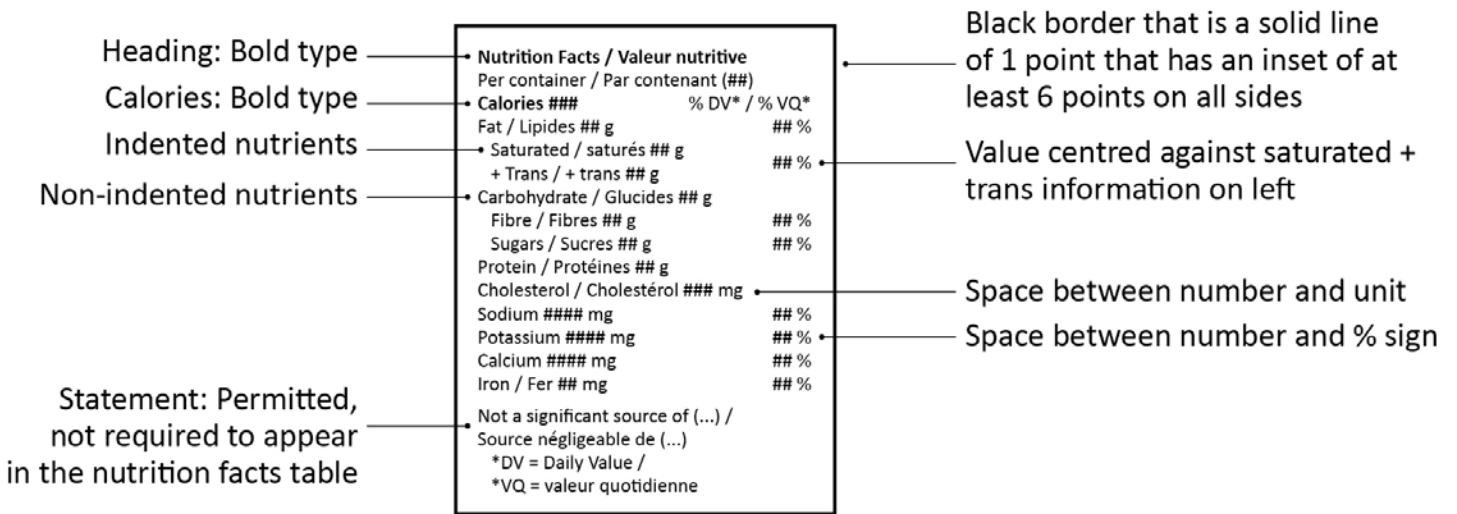 Heading: Bold type
Calories: Bold type
Indented nutrients
Non-indented nutrients
Statement: Permitted,
not required to appear
in the nutrition facts table
Nutrition Facts / Valeur nutritive
Per container / Par contenant (##)
Calories ### % DV* / % VQ*
Fat / Lipides ## g ## %
Saturated / saturés ## g
+ Trans / + trans ## g
## %
Carbohydrate / Glucides ## g
Fibre / Fibres ## g ## %
Sugars / Sucres ## g ## %
Protein / Protéines ## g
Cholesterol / Cholestérol ### mg
Sodium #### mg ## %
Potassium #### mg ## %
Calcium #### mg ## %
Iron / Fer ## mg ## %
Not a significant source of (...) /
Source négligeable de (...)
*DV = Daily Value /
*VQ = valeur quotidienne
Black border that is a solid line
of 1 point that has an inset of at
least 6 points on all sides
Value centred against saturated +
trans information on left
Space between number and unit
Space between number and % sign